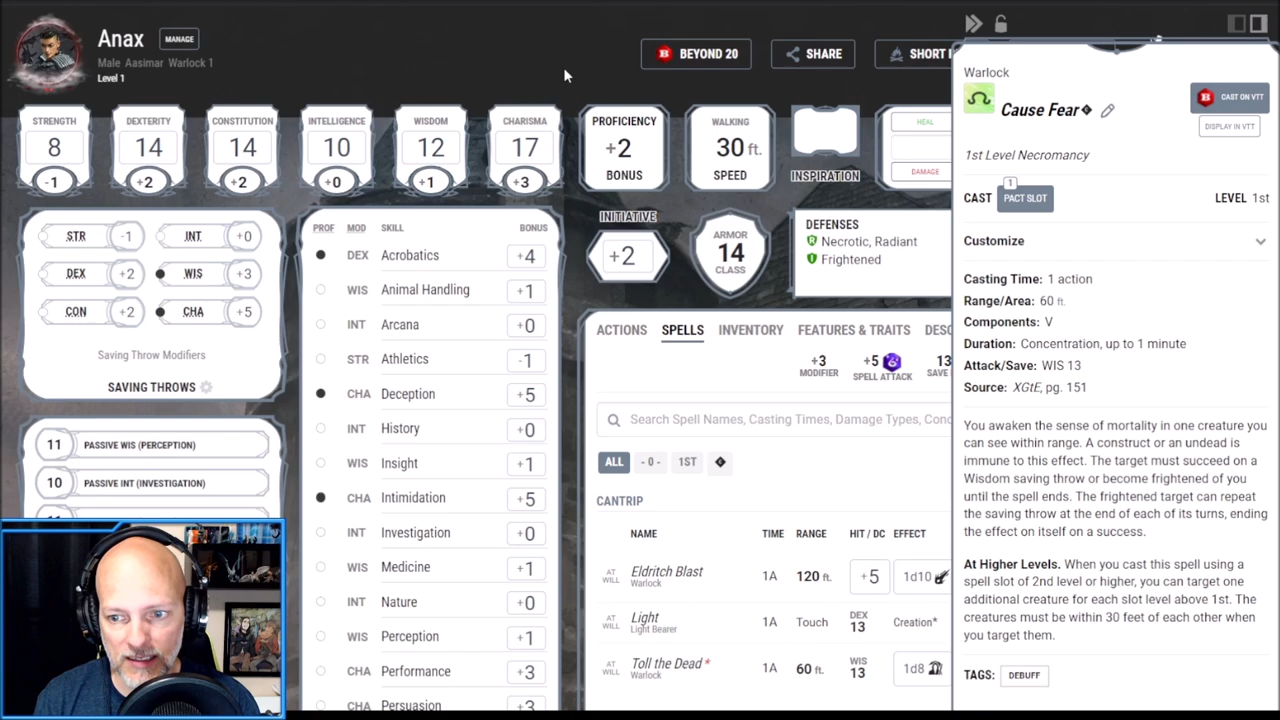 Anax
MANAGE
Male Aasimar Warlock 1
Level 1
BEYOND 20
SHARE
SHORT
STRENGTH
8
-1
DEXTERITY
14
+2
CONSTITUTION
14
+2
INTELLIGENCE
10
+0
WISDOM
12
+1
CHARISMA
17
+3
PROFICIENCY
+2
BONUS
WALKING
30 ft.
SPEED
INSPIRATION
HEAL
DAMAGE
STR -1
INT +0
DEX +2
WIS +3
CON +2
CHA +5
Saving Throw Modifiers
SAVING THROWS
11 PASSIVE WIS (PERCEPTION)
10 PASSIVE INT (INVESTIGATION)
PROF MOD SKILL BONUS
DEX Acrobatics +4
WIS Animal Handling +1
INT Arcana +0
STR Athletics -1
CHA Deception +5
INT History +0
WIS Insight +1
CHA Intimidation +5
INT Investigation +0
WIS Medicine +1
INT Nature +0
WIS Perception +1
CHA Performance +3
CHA Persuasion +3
INITIATIVE
+2
ARMOR
14
CLASS
DEFENSES
Necrotic, Radiant
Frightened
ACTIONS SPELLS INVENTORY FEATURES & TRAITS DESC
+3
MODIFIER
+5
SPELL ATTACK
13
SAVE
Search Spell Names, Casting Times, Damage Types, Conc
ALL - 0 - 1ST
CANTRIP
NAME TIME RANGE HIT / DC EFFECT
AT WILL Eldritch Blast 1A 120 ft. +5 1d10
Warlock
AT WILL Light 1A Touch DEX 13 Creation*
Light Bearer
AT WILL Toll the Dead * 1A 60 ft. WIS 13 1d8
Warlock
Warlock
Cause Fear
CAST ON VTT
DISPLAY IN VTT
1st Level Necromancy
1
CAST PACT SLOT LEVEL 1st
Customize
Casting Time: 1 action
Range/Area: 60 ft.
Components: V
Duration: Concentration, up to 1 minute
Attack/Save: WIS 13
Source: XGtE, pg. 151
You awaken the sense of mortality in one creature you
can see within range. A construct or an undead is
immune to this effect. The target must succeed on a
Wisdom saving throw or become frightened of you
until the spell ends. The frightened target can repeat
the saving throw at the end of each of its turns, ending
the effect on itself on a success.
At Higher Levels. When you cast this spell using a
spell slot of 2nd level or higher, you can target one
additional creature for each slot level above 1st. The
creatures must be within 30 feet of each other when
you target them.
TAGS: DEBUFF